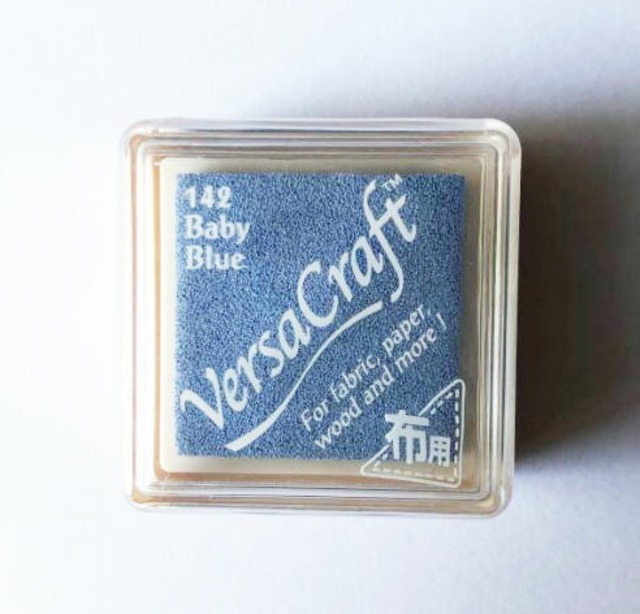 142
Baby
Blue
VersaCraft™
For fabric, paper,
wood and more !
布用